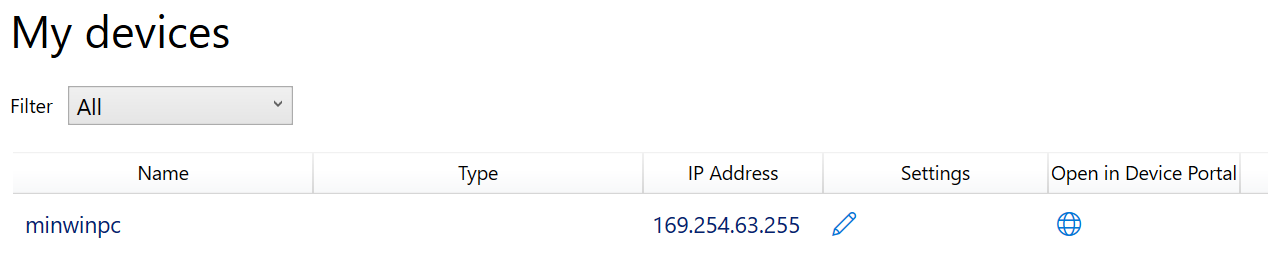 My devices
Filter All
Name Type IP Address Settings Open in Device Portal
minwinpc 169.254.63.255